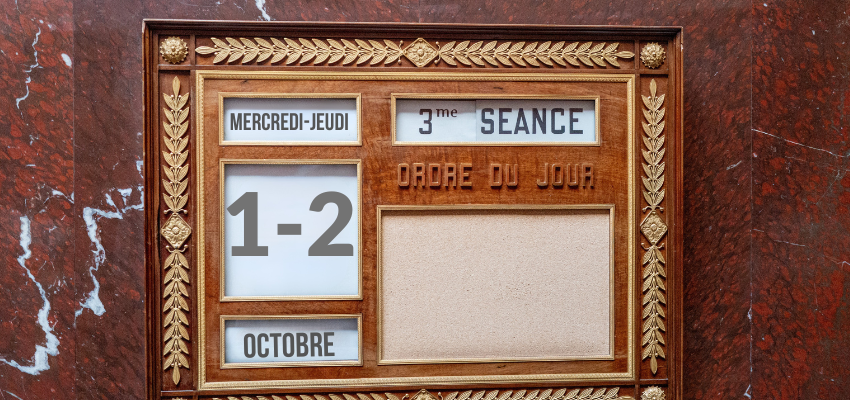 MERCREDI-JEUDI
1-2
OCTOBRE
3me SEANCE
ORDRE DU JOUR